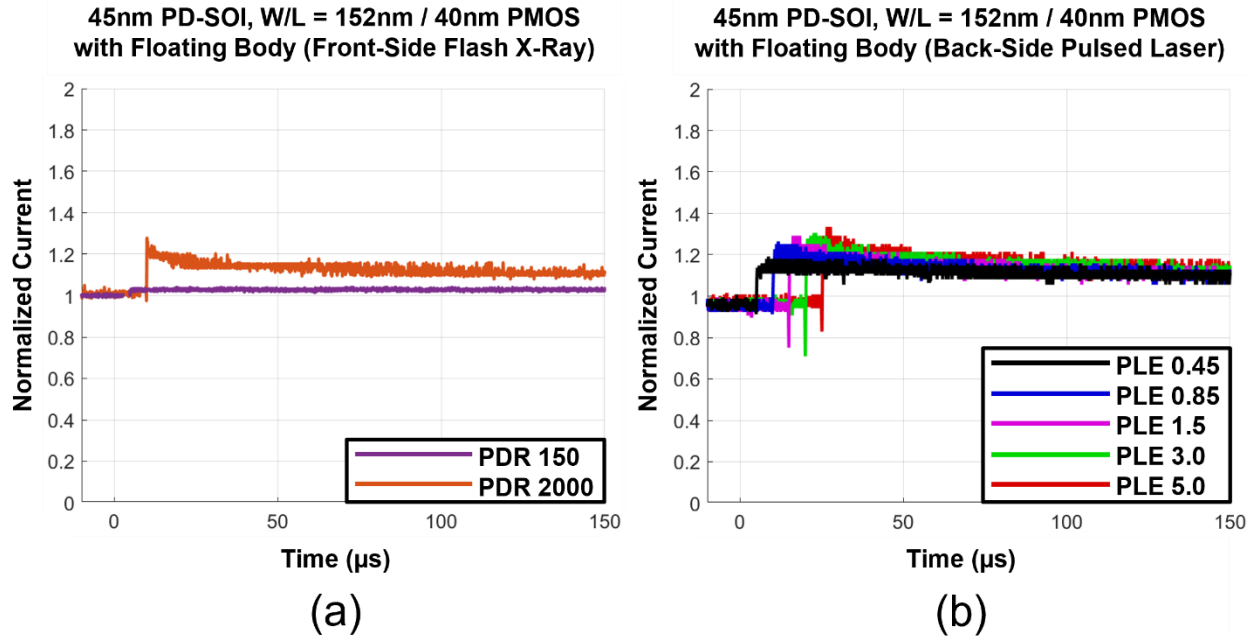 45nm PD-SOI, W/L = 152nm / 40nm PMOS
with Floating Body (Front-Side Flash X-Ray)
2
1.8
1.6
1.4
1.2
1
0.8
0.6
0.4
0.2
0
Normalized Current
PDR 150
PDR 2000
0
50
100
150
Time (µs)
(a)
45nm PD-SOI, W/L = 152nm / 40nm PMOS
with Floating Body (Back-Side Pulsed Laser)
2
1.8
1.6
1.4
1.2
1
0.8
0.6
0.4
0.2
0
Normalized Current
PLE 0.45
PLE 0.85
PLE 1.5
PLE 3.0
PLE 5.0
0
50
100
150
Time (µs)
(b)